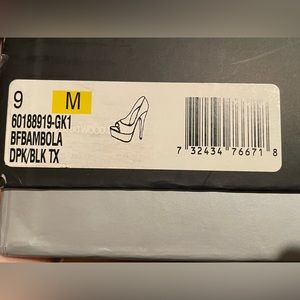 9 M
60188919-GK1
BFBAMBOLA
DPK/BLK TX
7 32434 76671 8